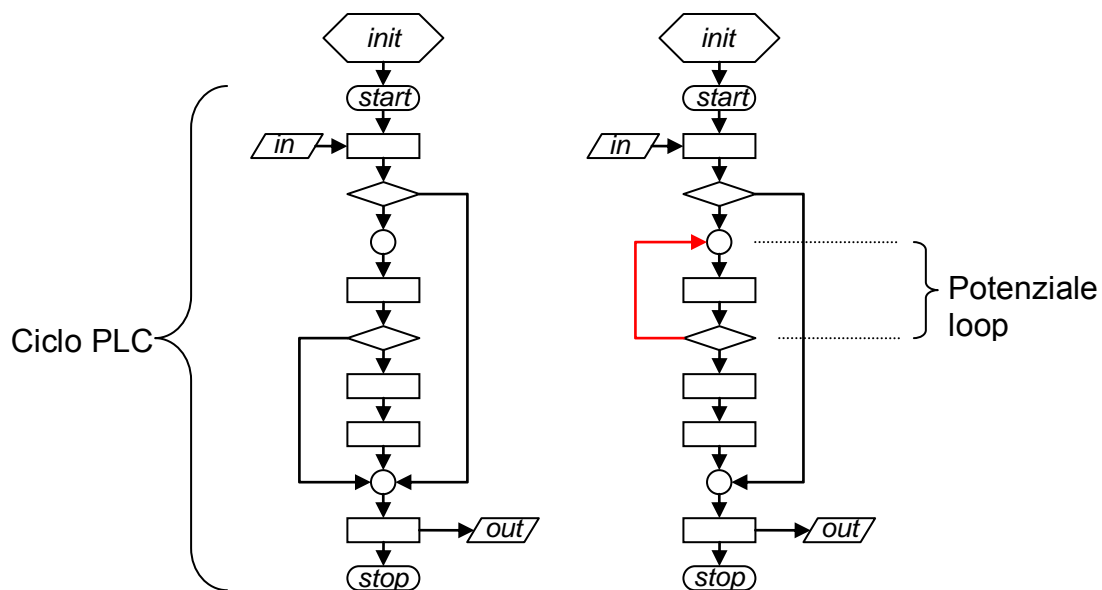 init
init
start
start
in
in
Ciclo PLC
Potenziale
loop
out
out
stop
stop